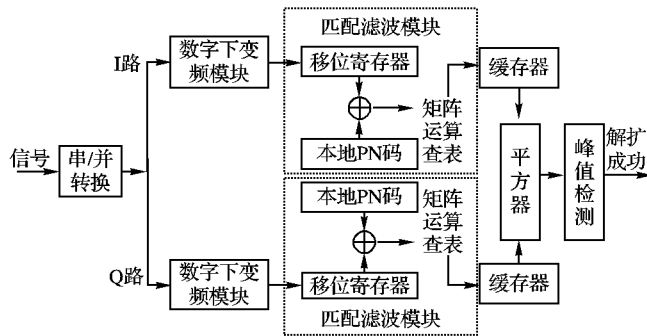 匹配滤波模块
I路
数字下变
频模块
移位寄存器
缓存器
矩阵
运算
查表
本地PN码
信号
串/并
转换
平
方
器
峰
值
检
测
解扩
成功
本地PN码
矩阵
运算
查表
Q路
数字下变
频模块
移位寄存器
缓存器
匹配滤波模块